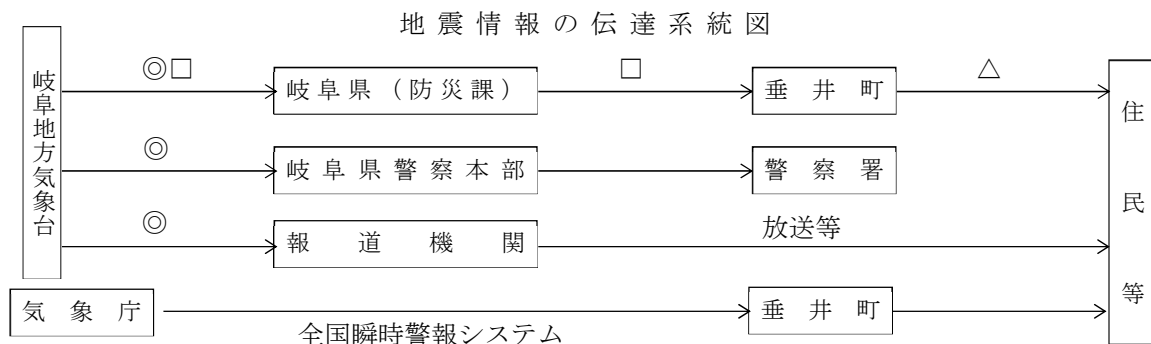 地震情報の伝達系統図
岐阜地方気象台
◎□
岐阜県(防災課)
□
垂井町
△
住民等
◎
岐阜県警察本部
警察署
◎
報道機関
放送等
気象庁
全国瞬時警報システム
垂井町